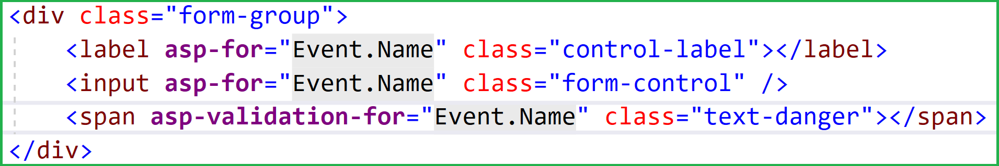 <div class="form-group">
    <label asp-for="Event.Name" class="control-label"></label>
    <input asp-for="Event.Name" class="form-control" />
    <span asp-validation-for="Event.Name" class="text-danger"></span>
</div>